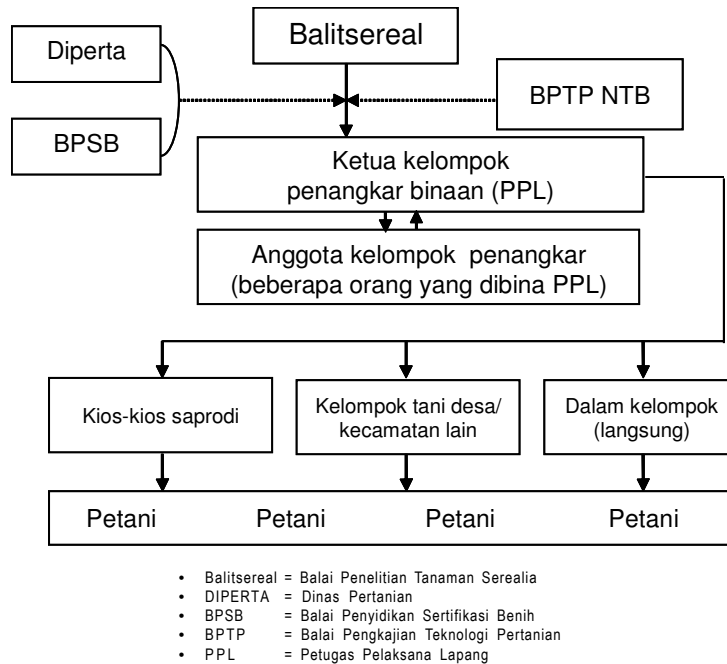 Balitsereal
Diperta
BPTP NTB
BPSB
Ketua kelompok
penangkar binaan (PPL)
Anggota kelompok penangkar
(beberapa orang yang dibina PPL)
Kios-kios saprodi
Kelompok tani desa/
kecamatan lain
Dalam kelompok
(langsung)
Petani Petani Petani Petani
• Balitsereal = Balai Penelitian Tanaman Serealia
• DIPERTA = Dinas Pertanian
• BPSB = Balai Penyidikan Sertifikasi Benih
• BPTP = Balai Pengkajian Teknologi Pertanian
• PPL = Petugas Pelaksana Lapang